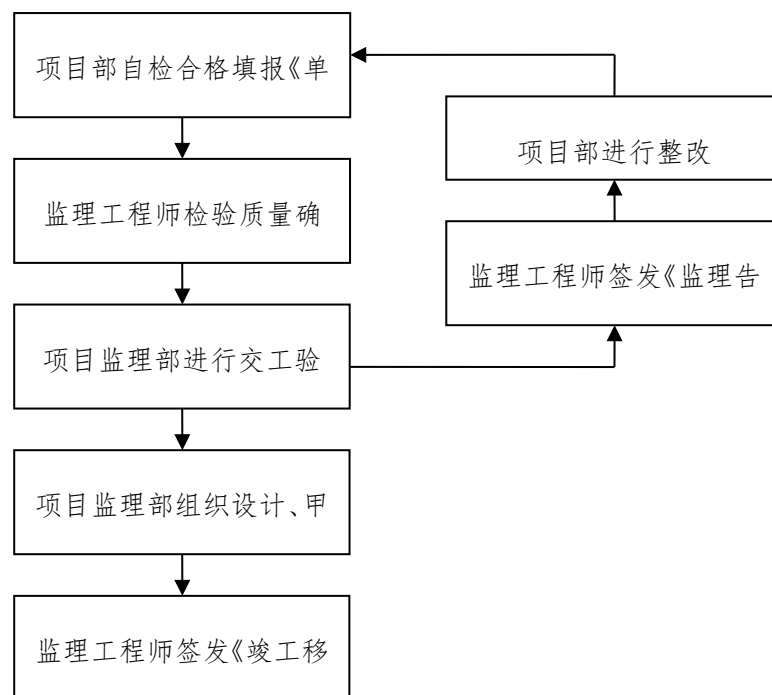 项目部自检合格填报《单
监理工程师检验质量确
项目监理部进行交工验
项目监理部组织设计、甲
监理工程师签发《竣工移
项目部进行整改
监理工程师签发《监理告